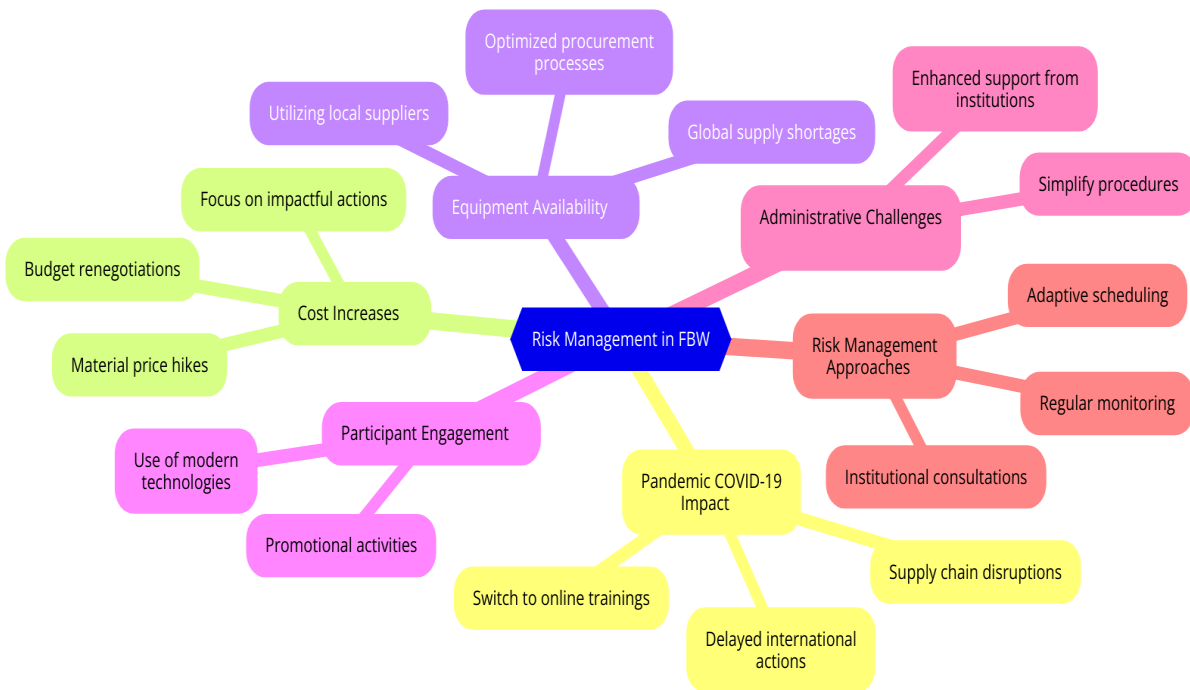 Risk Management in FBW
Equipment Availability
Utilizing local suppliers
Optimized procurement
processes
Global supply shortages
Administrative Challenges
Enhanced support from
institutions
Simplify procedures
Risk Management
Approaches
Adaptive scheduling
Regular monitoring
Institutional consultations
Pandemic COVID-19
Impact
Supply chain disruptions
Delayed international
actions
Switch to online trainings
Participant Engagement
Use of modern
technologies
Promotional activities
Cost Increases
Focus on impactful actions
Budget renegotiations
Material price hikes